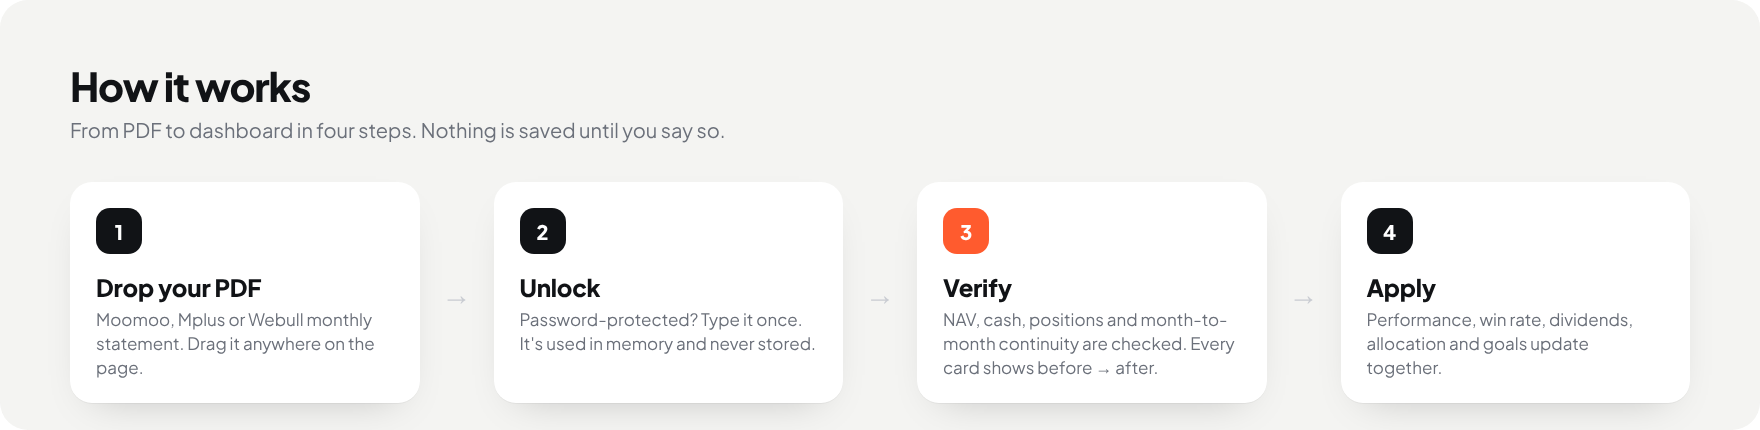 How it works
From PDF to dashboard in four steps. Nothing is saved until you say so.
1
Drop your PDF
Moomoo, Mplus or Webull monthly
statement. Drag it anywhere on the
page.
→
2
Unlock
Password-protected? Type it once.
It's used in memory and never stored.
→
3
Verify
NAV, cash, positions and month-to-
month continuity are checked. Every
card shows before → after.
→
4
Apply
Performance, win rate, dividends,
allocation and goals update
together.